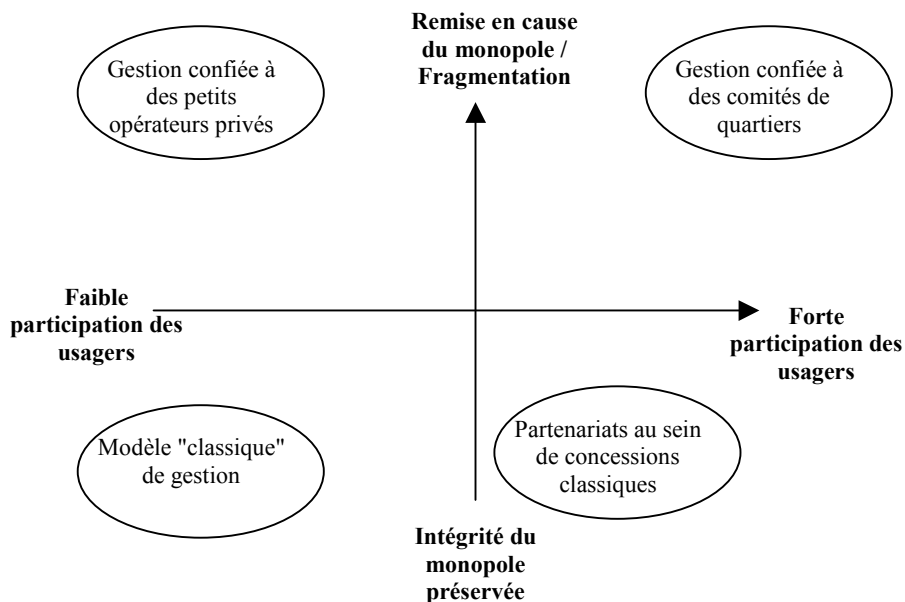 Remise en cause
du monopole /
Fragmentation
Gestion confiée à
des petits
opérateurs privés
Gestion confiée à
des comités de
quartiers
Faible
participation des
usagers
Forte
participation des
usagers
Modèle "classique"
de gestion
Partenariats au sein
de concessions
classiques
Intégrité du
monopole
préservée